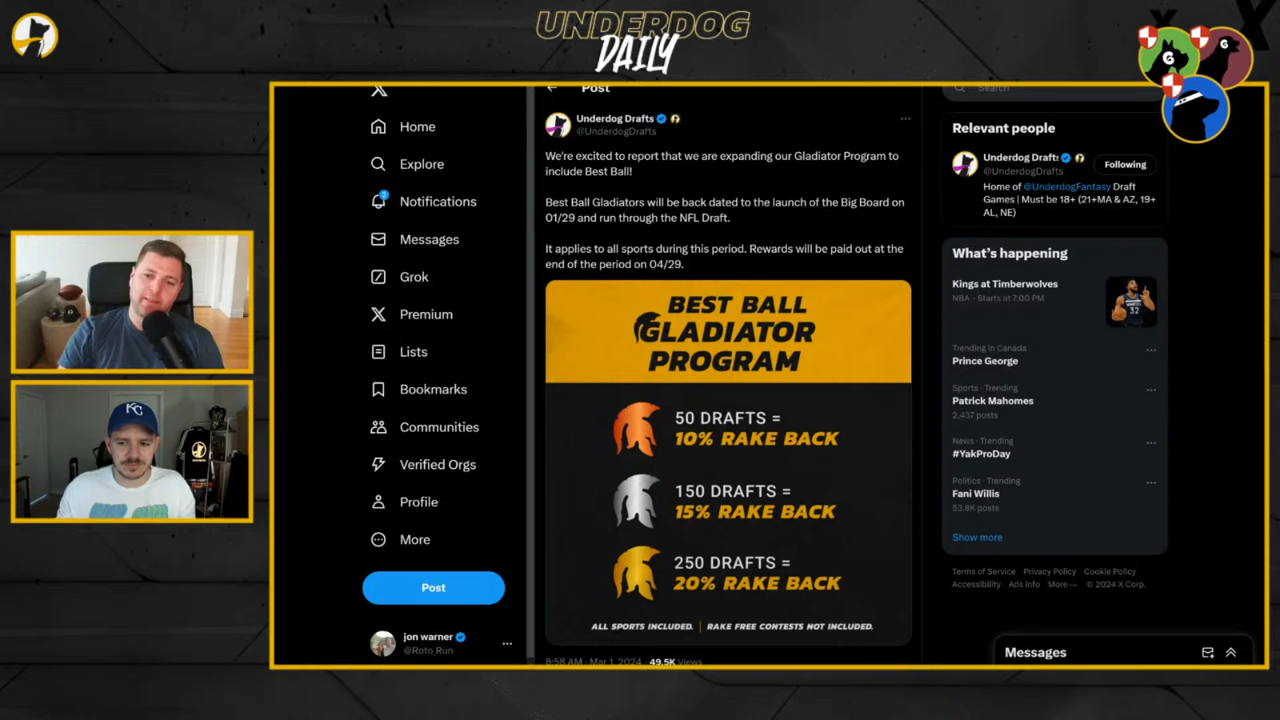 UNDERDOG
DAILY
G
G
KC
Home
Explore
2
Notifications
Messages
Grok
Premium
Lists
Bookmarks
Communities
Verified Orgs
Profile
More
Post
jon warner
@Roto_Run
Post
Underdog Drafts
@UnderdogDrafts
We're excited to report that we are expanding our Gladiator Program to
include Best Ball!
Best Ball Gladiators will be back dated to the launch of the Big Board on
01/29 and run through the NFL Draft.
It applies to all sports during this period. Rewards will be paid out at the
end of the period on 04/29.
BEST BALL
GLADIATOR
PROGRAM
50 DRAFTS =
10% RAKE BACK
150 DRAFTS =
15% RAKE BACK
250 DRAFTS =
20% RAKE BACK
ALL SPORTS INCLUDED. | RAKE FREE CONTESTS NOT INCLUDED.
8:58 AM · Mar 1, 2024 · 49.5K Views
Search
Relevant people
Underdog Drafts
@UnderdogDrafts
Following
Home of @UnderdogFantasy Draft
Games | Must be 18+ (21+MA & AZ, 19+
AL, NE)
What's happening
Kings at Timberwolves
NBA · Starts at 7:00 PM
Trending in Canada
Prince George
Sports · Trending
Patrick Mahomes
2,437 posts
News · Trending
#YakProDay
Politics · Trending
Fani Willis
53.8K posts
Show more
Terms of Service Privacy Policy Cookie Policy
Accessibility Ads info More ··· © 2024 X Corp.
Messages